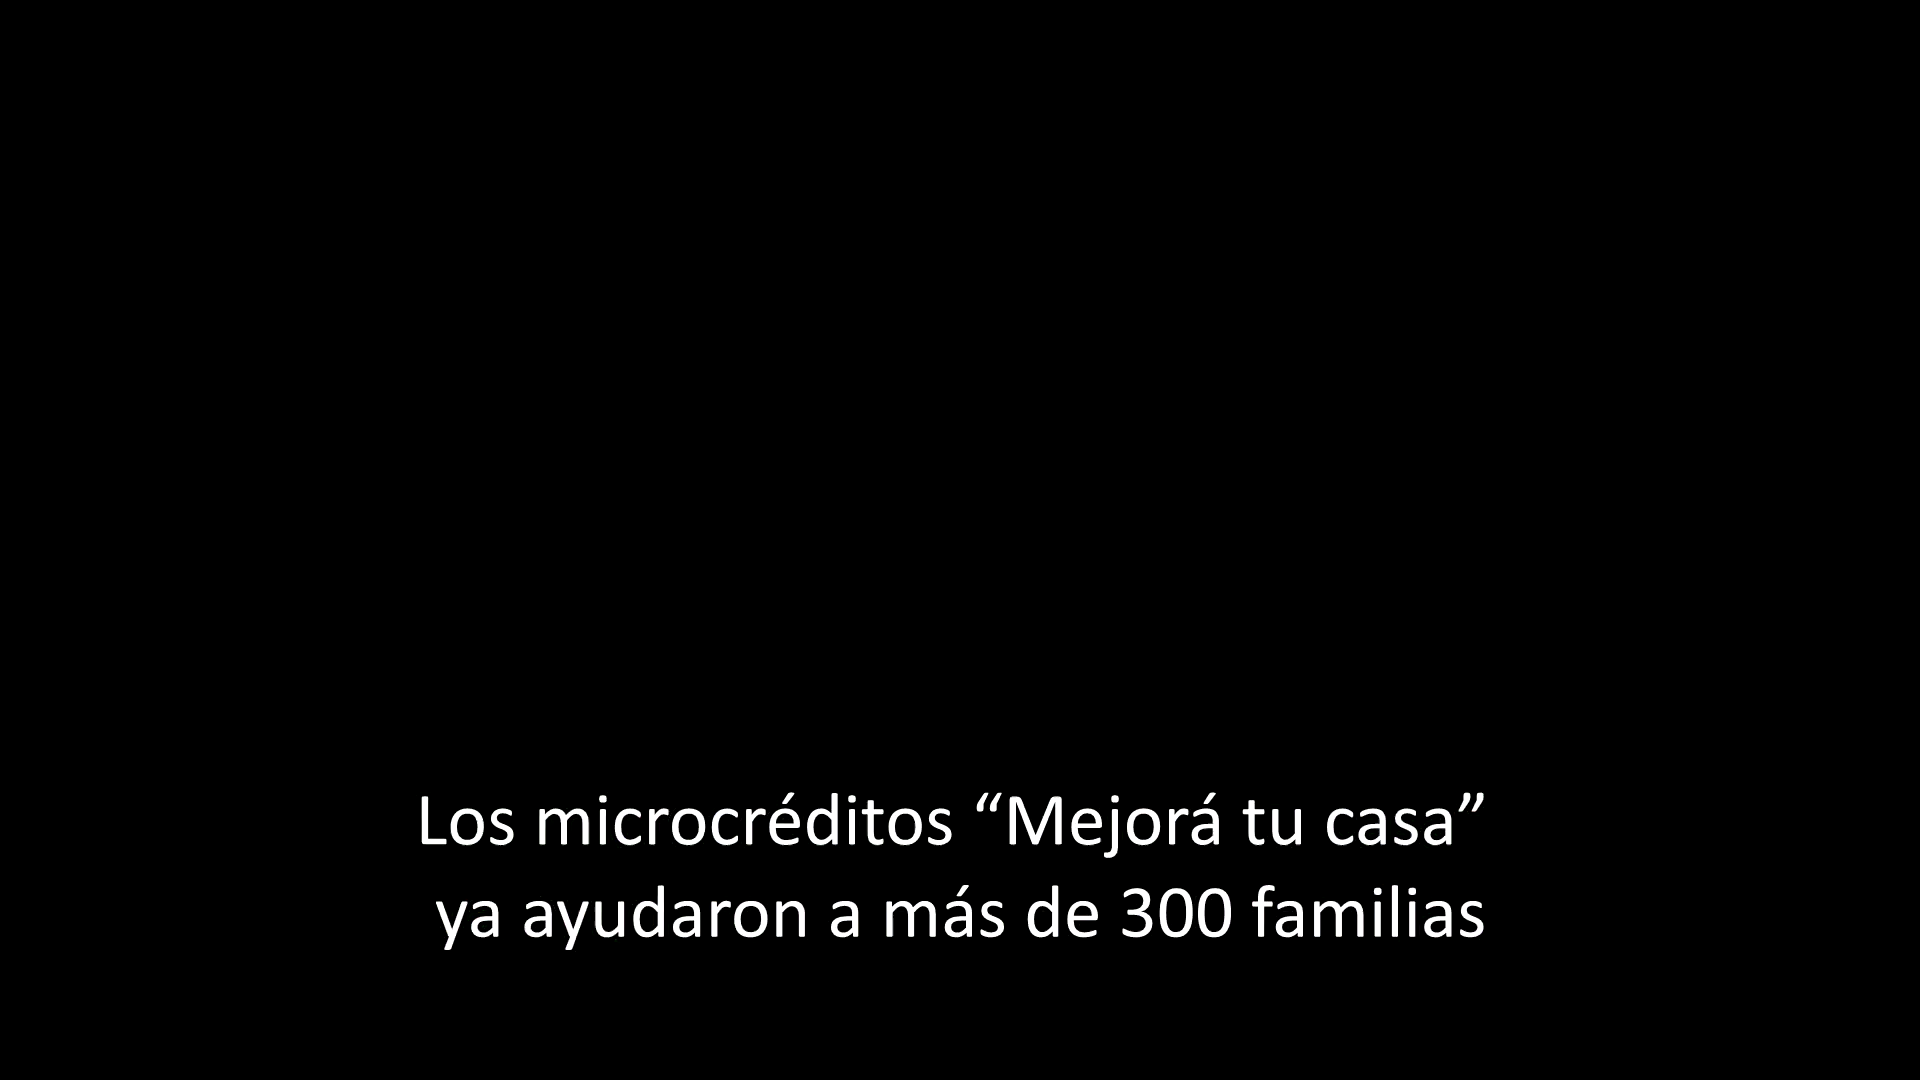 Los microcréditos “Mejorá tu casa”
ya ayudaron a más de 300 familias